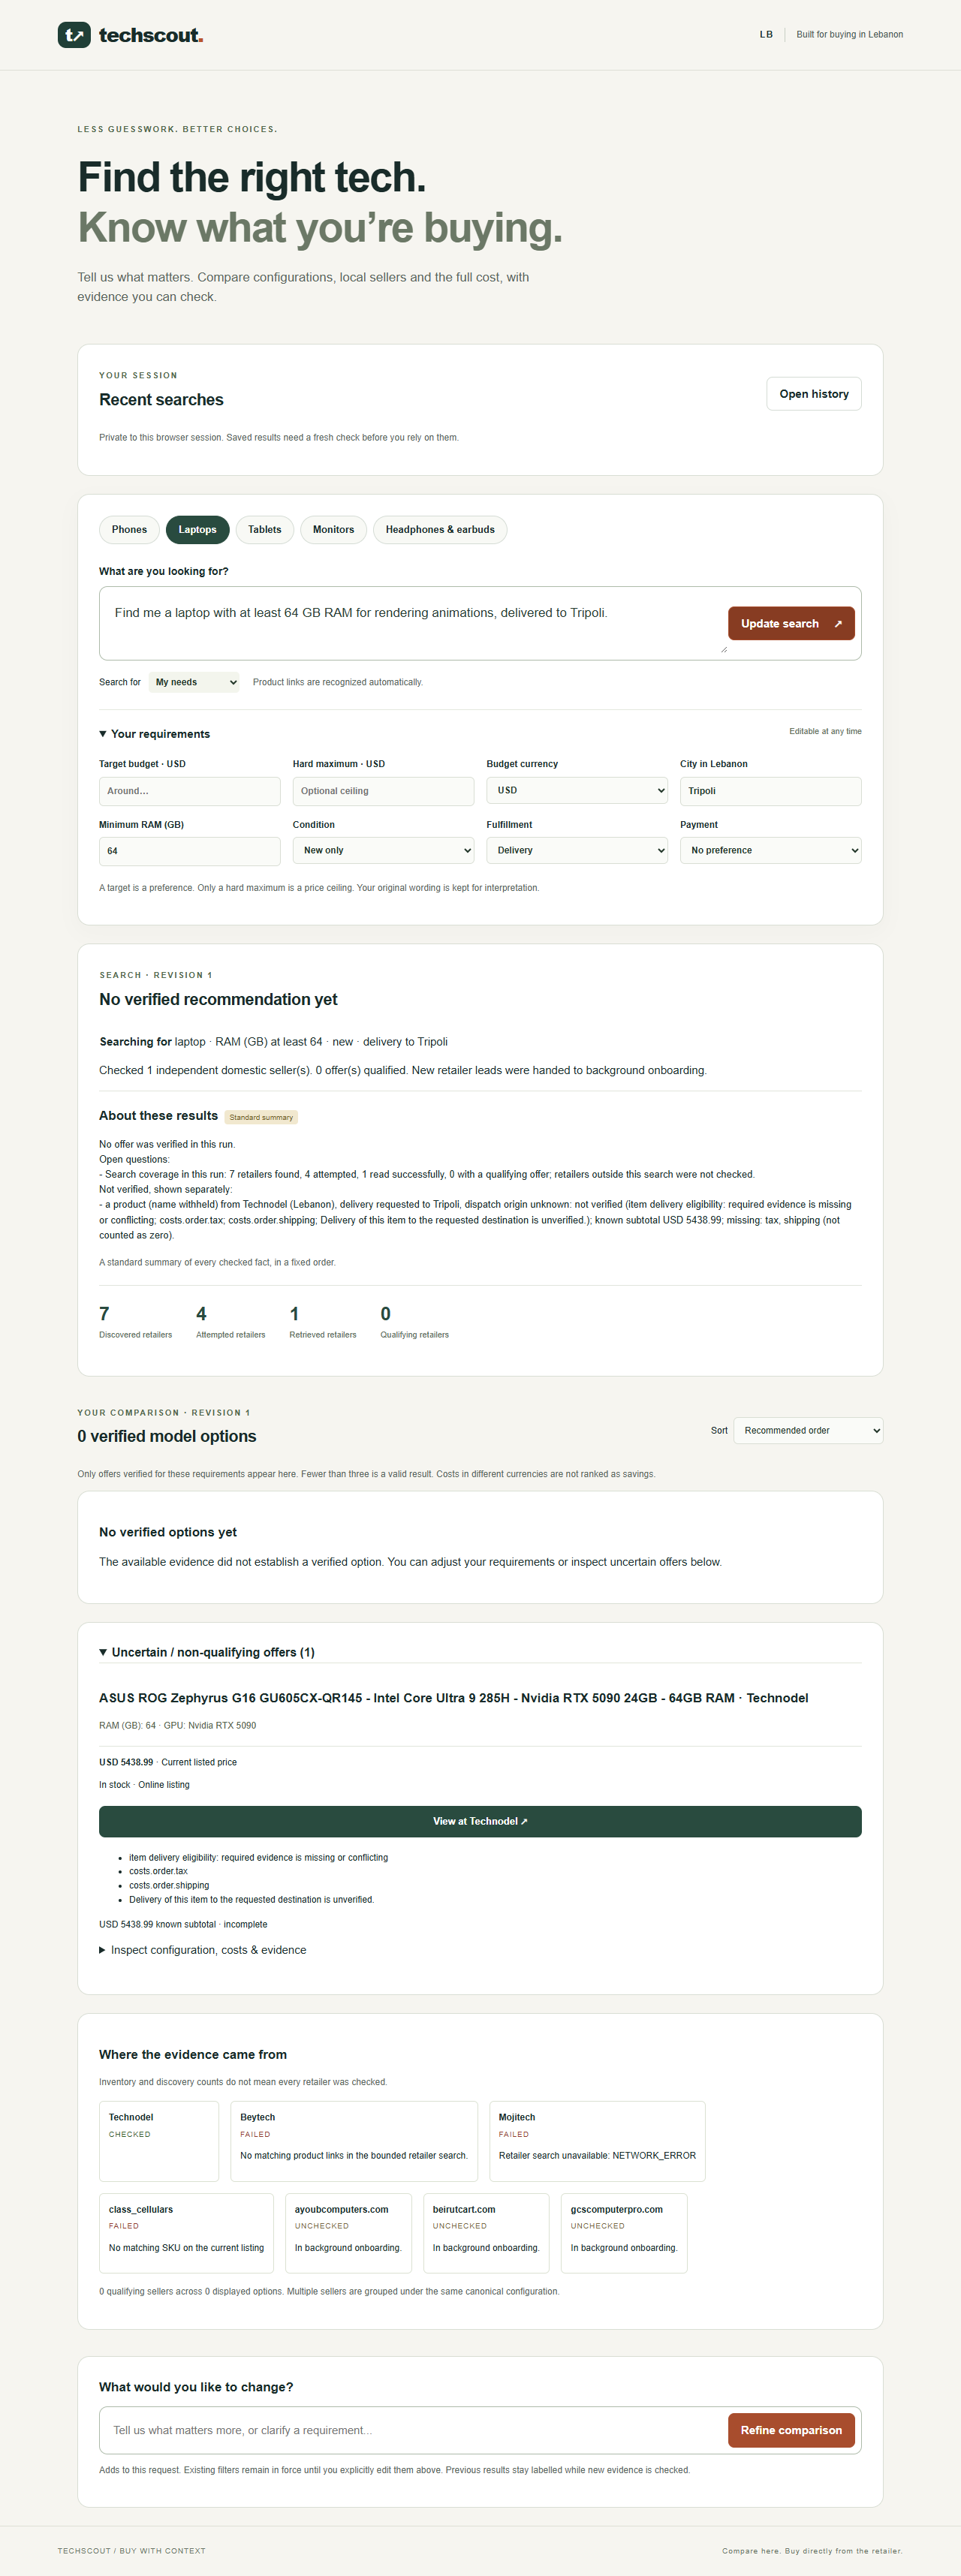 t↗ techscout.
LB
Built for buying in Lebanon
LESS GUESSWORK. BETTER CHOICES.
Find the right tech.
Know what you’re buying.
Tell us what matters. Compare configurations, local sellers and the full cost, with
evidence you can check.
YOUR SESSION
Recent searches
Open history
Private to this browser session. Saved results need a fresh check before you rely on them.
Phones
Laptops
Tablets
Monitors
Headphones & earbuds
What are you looking for?
Find me a laptop with at least 64 GB RAM for rendering animations, delivered to Tripoli.
Update search ↗
Search for
My needs
Product links are recognized automatically.
▼ Your requirements
Editable at any time
Target budget · USD
Hard maximum · USD
Budget currency
City in Lebanon
Around...
Optional ceiling
USD
Tripoli
Minimum RAM (GB)
Condition
Fulfillment
Payment
64
New only
Delivery
No preference
A target is a preference. Only a hard maximum is a price ceiling. Your original wording is kept for interpretation.
SEARCH · REVISION 1
No verified recommendation yet
Searching for laptop · RAM (GB) at least 64 · new · delivery to Tripoli
Checked 1 independent domestic seller(s). 0 offer(s) qualified. New retailer leads were handed to background onboarding.
About these results
Standard summary
No offer was verified in this run.
Open questions:
- Search coverage in this run: 7 retailers found, 4 attempted, 1 read successfully, 0 with a qualifying offer; retailers outside this search were not checked.
Not verified, shown separately:
- a product (name withheld) from Technodel (Lebanon), delivery requested to Tripoli, dispatch origin unknown: not verified (item delivery eligibility: required evidence is missing
or conflicting; costs.order.tax; costs.order.shipping; Delivery of this item to the requested destination is unverified.); known subtotal USD 5438.99; missing: tax, shipping (not
counted as zero).
A standard summary of every checked fact, in a fixed order.
7
4
1
0
Discovered retailers
Attempted retailers
Retrieved retailers
Qualifying retailers
YOUR COMPARISON · REVISION 1
0 verified model options
Sort
Recommended order
Only offers verified for these requirements appear here. Fewer than three is a valid result. Costs in different currencies are not ranked as savings.
No verified options yet
The available evidence did not establish a verified option. You can adjust your requirements or inspect uncertain offers below.
▼ Uncertain / non-qualifying offers (1)
ASUS ROG Zephyrus G16 GU605CX-QR145 - Intel Core Ultra 9 285H - Nvidia RTX 5090 24GB - 64GB RAM · Technodel
RAM (GB): 64 · GPU: Nvidia RTX 5090
USD 5438.99 · Current listed price
In stock · Online listing
View at Technodel ↗
• item delivery eligibility: required evidence is missing or conflicting
• costs.order.tax
• costs.order.shipping
• Delivery of this item to the requested destination is unverified.
USD 5438.99 known subtotal · incomplete
▶ Inspect configuration, costs & evidence
Where the evidence came from
Inventory and discovery counts do not mean every retailer was checked.
Technodel
CHECKED
Beytech
FAILED
No matching product links in the bounded retailer search.
Mojitech
FAILED
Retailer search unavailable: NETWORK_ERROR
class_cellulars
FAILED
No matching SKU on the current listing
ayoubcomputers.com
UNCHECKED
In background onboarding.
beirutcart.com
UNCHECKED
In background onboarding.
gcscomputerpro.com
UNCHECKED
In background onboarding.
0 qualifying sellers across 0 displayed options. Multiple sellers are grouped under the same canonical configuration.
What would you like to change?
Tell us what matters more, or clarify a requirement...
Refine comparison
Adds to this request. Existing filters remain in force until you explicitly edit them above. Previous results stay labelled while new evidence is checked.
TECHSCOUT / BUY WITH CONTEXT
Compare here. Buy directly from the retailer.